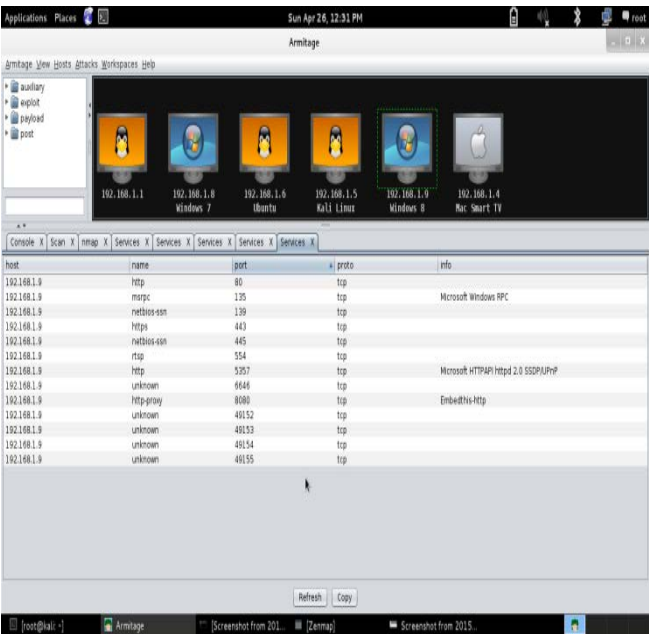 Applications Places Sun Apr 26, 12:31 PM root
Armitage
Armitage View Hosts Attacks Workspaces Help
auxiliary
exploit
payload
post
192.168.1.1
192.168.1.8
Windows 7
192.168.1.6
Ubuntu
192.168.1.5
Kali Linux
192.168.1.9
Windows 8
192.168.1.4
Mac Smart TV
Console X Scan X nmap X Services X Services X Services X Services X Services X
host name port proto info
192.168.1.9 http 80 tcp
192.168.1.9 msrpc 135 tcp Microsoft Windows RPC
192.168.1.9 netbios-ssn 139 tcp
192.168.1.9 https 443 tcp
192.168.1.9 netbios-ssn 445 tcp
192.168.1.9 rtsp 554 tcp
192.168.1.9 http 5357 tcp Microsoft HTTPAPI httpd 2.0 SSDP/UPnP
192.168.1.9 unknown 6646 tcp
192.168.1.9 http-proxy 8080 tcp Embedthis-http
192.168.1.9 unknown 49152 tcp
192.168.1.9 unknown 49153 tcp
192.168.1.9 unknown 49154 tcp
192.168.1.9 unknown 49155 tcp
Refresh Copy
[root@kali: ~] Armitage [Screenshot from 201... [Zenmap] Screenshot from 2015...